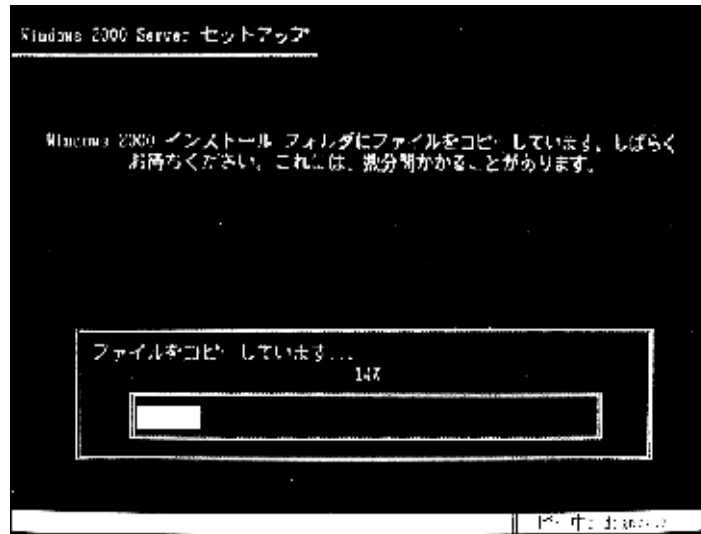 Windows 2000 Server セットアップ
Windows 2000 インストール フォルダにファイルをコピーしています。しばらく
お待ちください。これには、数分間かかることがあります。
ファイルをコピーしています...
14%
コピー中: